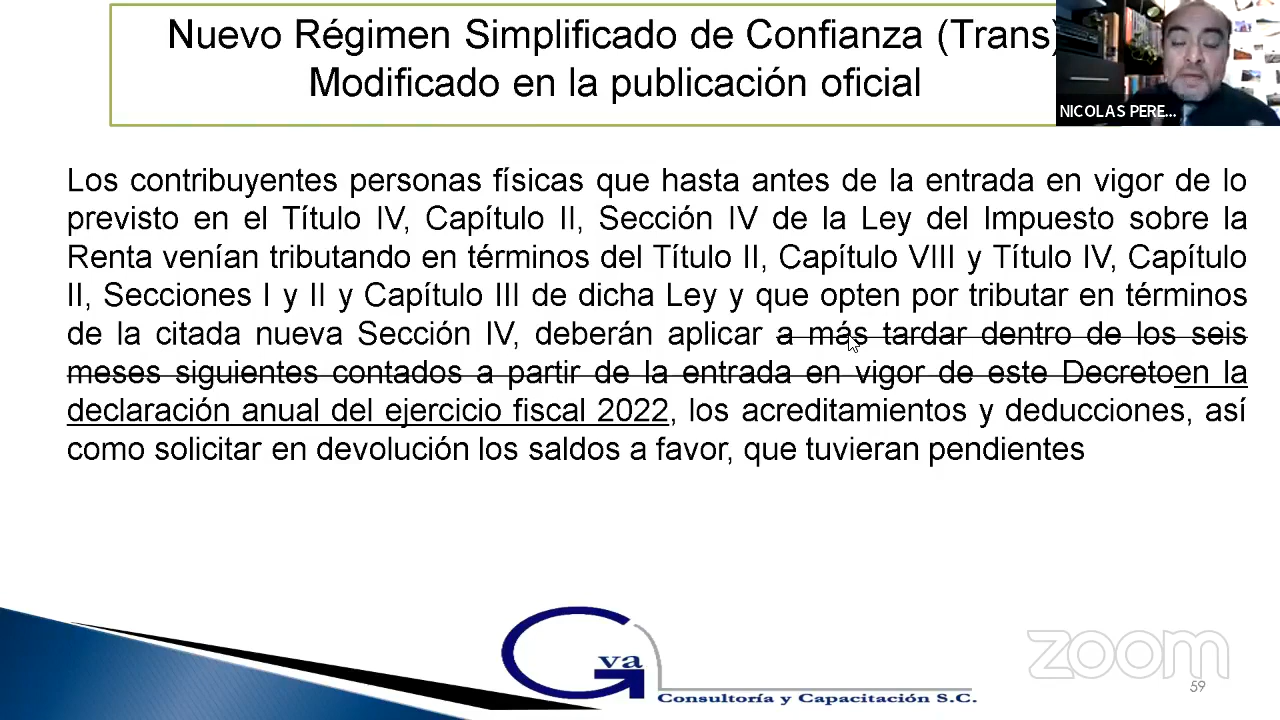 Nuevo Régimen Simplificado de Confianza (Trans)
Modificado en la publicación oficial
NICOLAS PERE...
Los contribuyentes personas físicas que hasta antes de la entrada en vigor de lo
previsto en el Título IV, Capítulo II, Sección IV de la Ley del Impuesto sobre la
Renta venían tributando en términos del Título II, Capítulo VIII y Título IV, Capítulo
II, Secciones I y II y Capítulo III de dicha Ley y que opten por tributar en términos
de la citada nueva Sección IV, deberán aplicar a más tardar dentro de los seis
meses siguientes contados a partir de la entrada en vigor de este Decretoen la
declaración anual del ejercicio fiscal 2022, los acreditamientos y deducciones, así
como solicitar en devolución los saldos a favor, que tuvieran pendientes
Gva
Consultoría y Capacitación S.C.
zoom
59